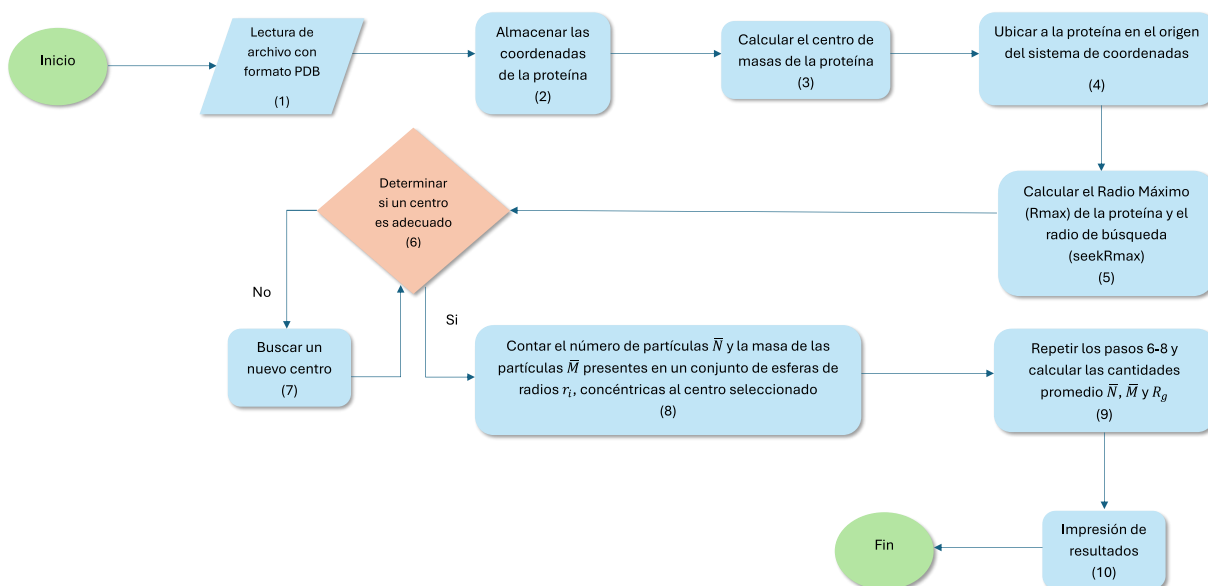 Inicio
Lectura de
archivo con
formato PDB
(1)
Almacenar las
coordenadas
de la proteína
(2)
Calcular el centro de
masas de la proteína
(3)
Ubicar a la proteína en el origen
del sistema de coordenadas
(4)
Calcular el Radio Máximo
(Rmax) de la proteína y el
radio de búsqueda
(seekRmax)
(5)
Determinar
si un centro
es adecuado
(6)
No
Si
Buscar un
nuevo centro
(7)
Contar el número de partículas N̅ y la masa de las
partículas M̅ presentes en un conjunto de esferas de
radios rᵢ, concéntricas al centro seleccionado
(8)
Repetir los pasos 6-8 y
calcular las cantidades
promedio N̅, M̅ y R_g
(9)
Impresión de
resultados
(10)
Fin